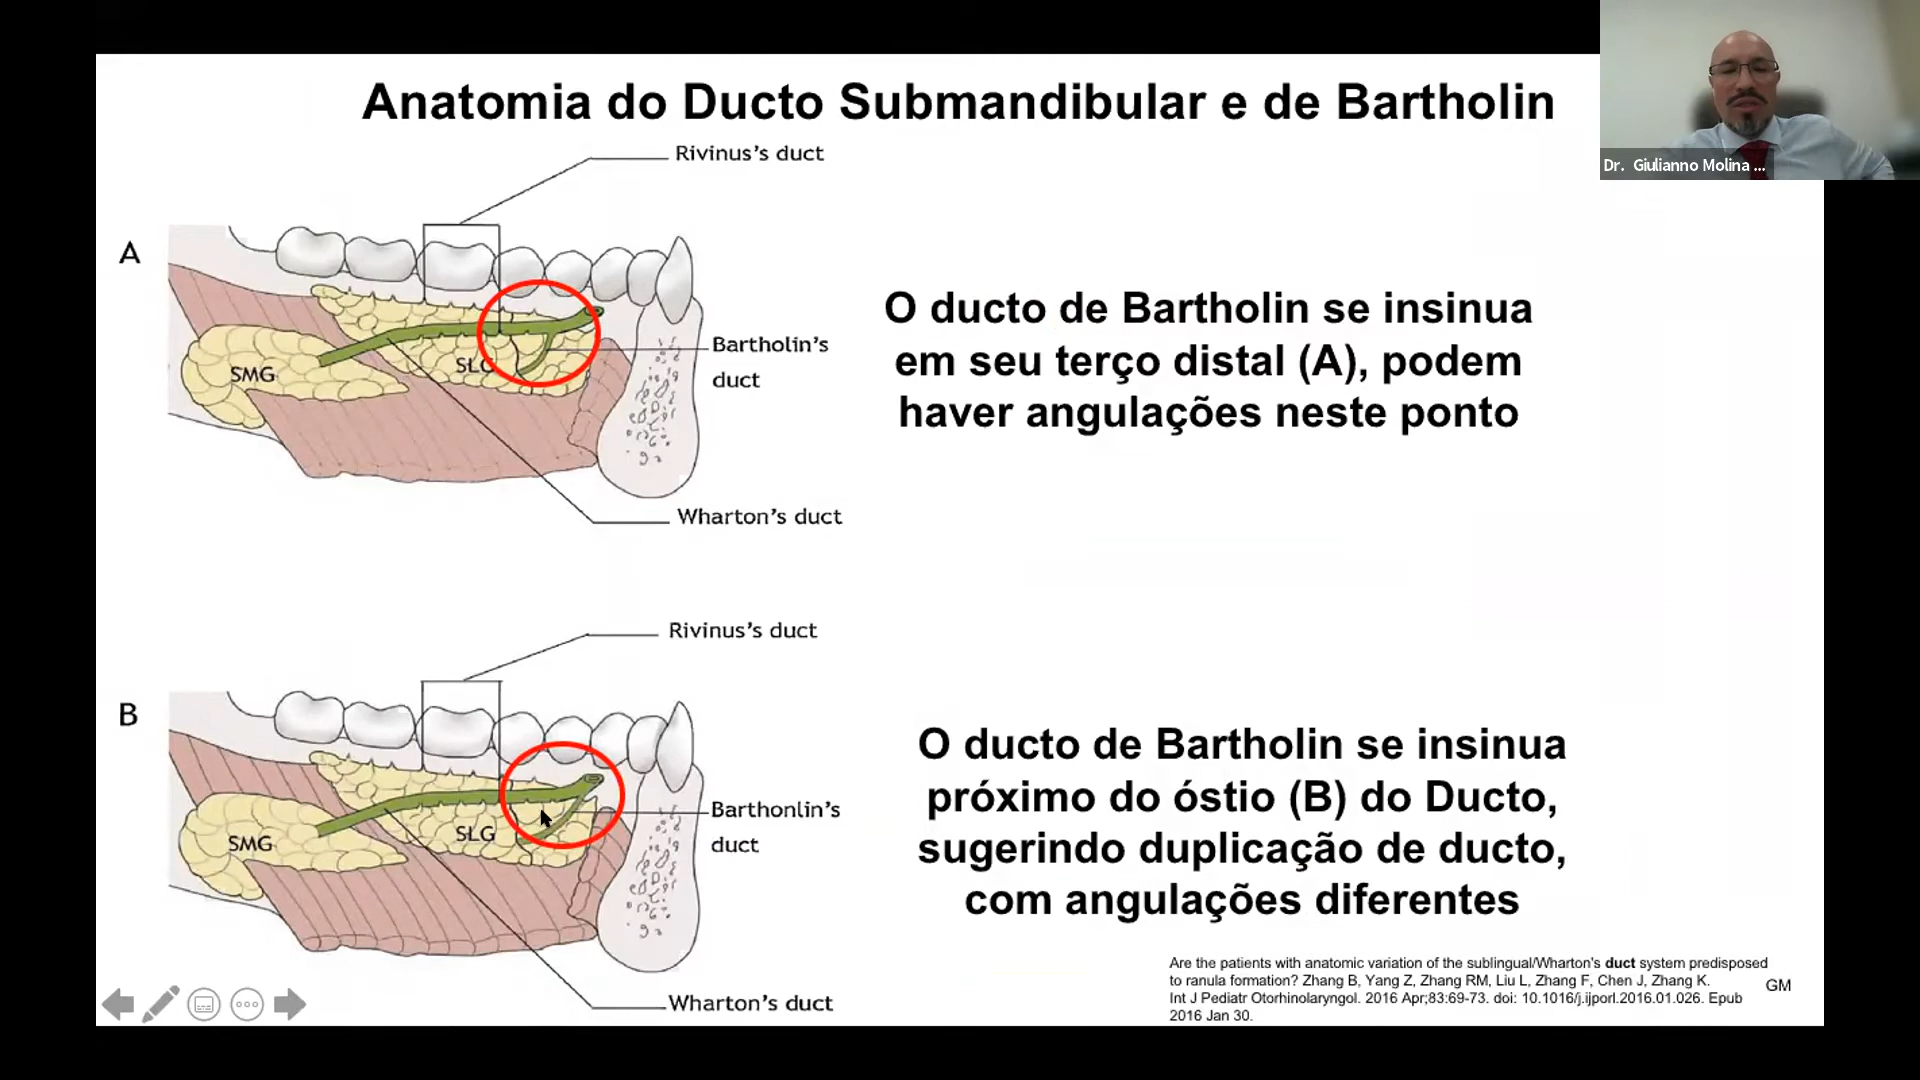 Anatomia do Ducto Submandibular e de Bartholin
Dr. Giulianno Molina ...
Rivinus's duct
A
SMG
SLG
Bartholin's
duct
Wharton's duct
O ducto de Bartholin se insinua
em seu terço distal (A), podem
haver angulações neste ponto
Rivinus's duct
B
SMG
SLG
Barthonlin's
duct
Wharton's duct
O ducto de Bartholin se insinua
próximo do óstio (B) do Ducto,
sugerindo duplicação de ducto,
com angulações diferentes
Are the patients with anatomic variation of the sublingual/Wharton's duct system predisposed
to ranula formation? Zhang B, Yang Z, Zhang RM, Liu L, Zhang F, Chen J, Zhang K.
Int J Pediatr Otorhinolaryngol. 2016 Apr;83:69-73. doi: 10.1016/j.ijporl.2016.01.026. Epub
2016 Jan 30.
GM